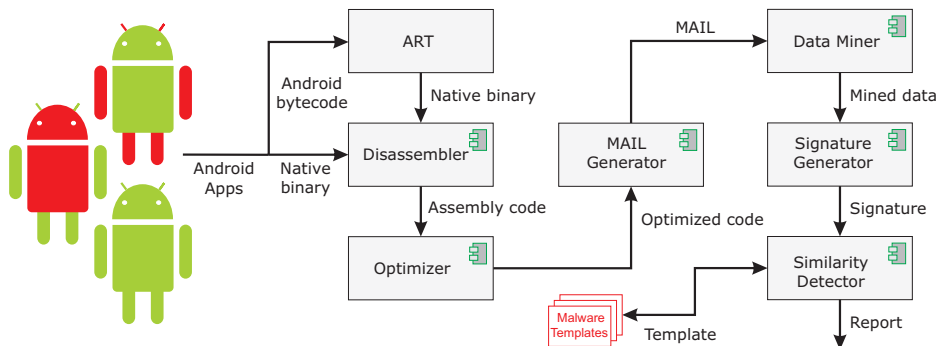 ART
MAIL
Data Miner
Android
bytecode
Native binary
Mined data
Disassembler
MAIL
Generator
Signature
Generator
Android
Apps
Native
binary
Assembly code
Optimized code
Signature
Optimizer
Similarity
Detector
Malware
Templates
Template
Report